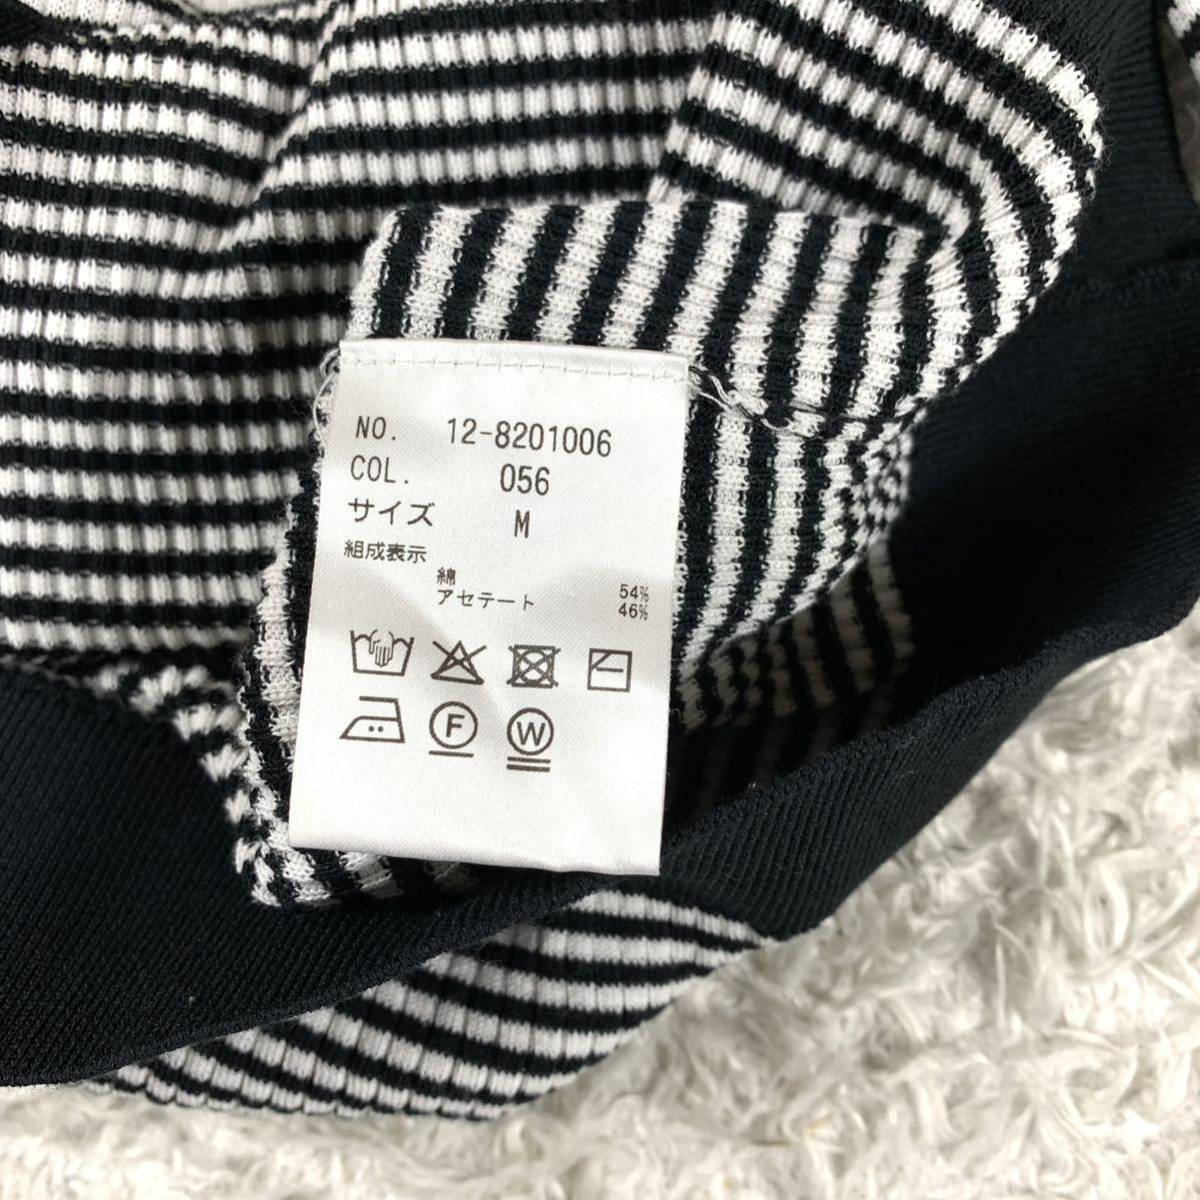 NO. 12-8201006
COL. 056
サイズ M
組成表示
綿 54%
アセテート 46%
F W